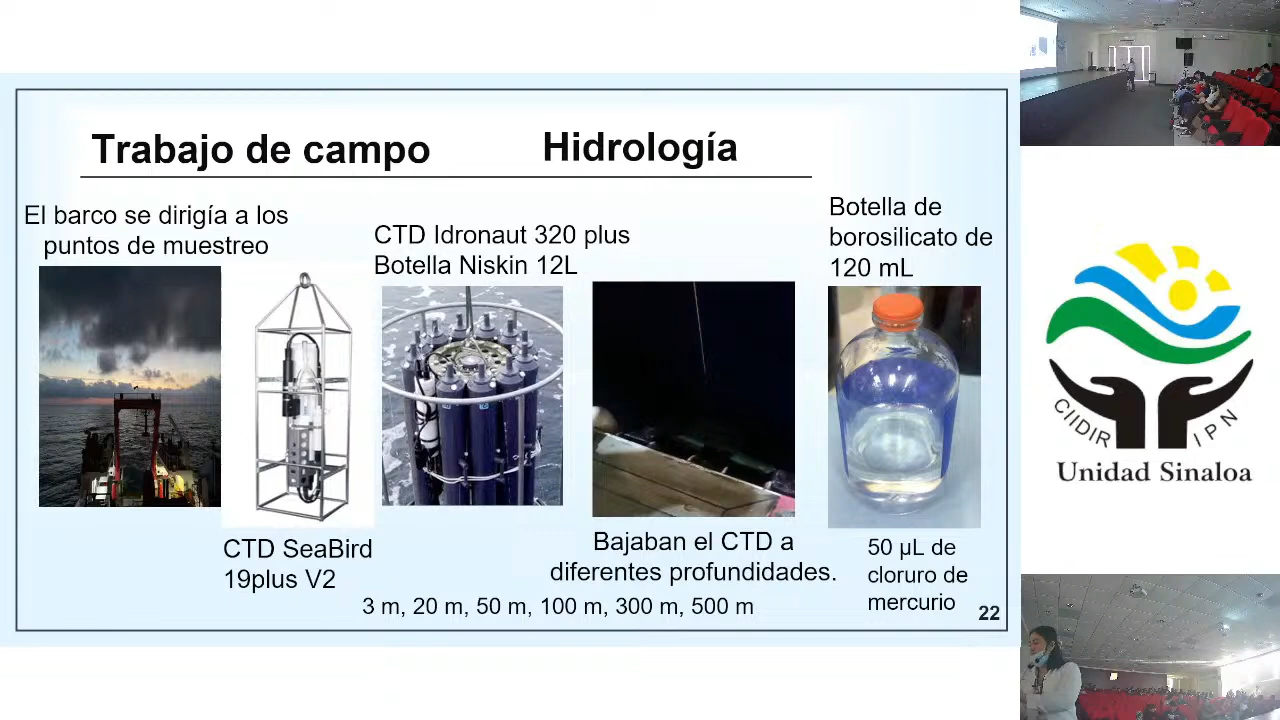 Trabajo de campo
Hidrología
El barco se dirigía a los
puntos de muestreo
CTD SeaBird
19plus V2
CTD Idronaut 320 plus
Botella Niskin 12L
Bajaban el CTD a
diferentes profundidades.
3 m, 20 m, 50 m, 100 m, 300 m, 500 m
Botella de
borosilicato de
120 mL
50 µL de
cloruro de
mercurio
22
CIIDIR IPN
Unidad Sinaloa